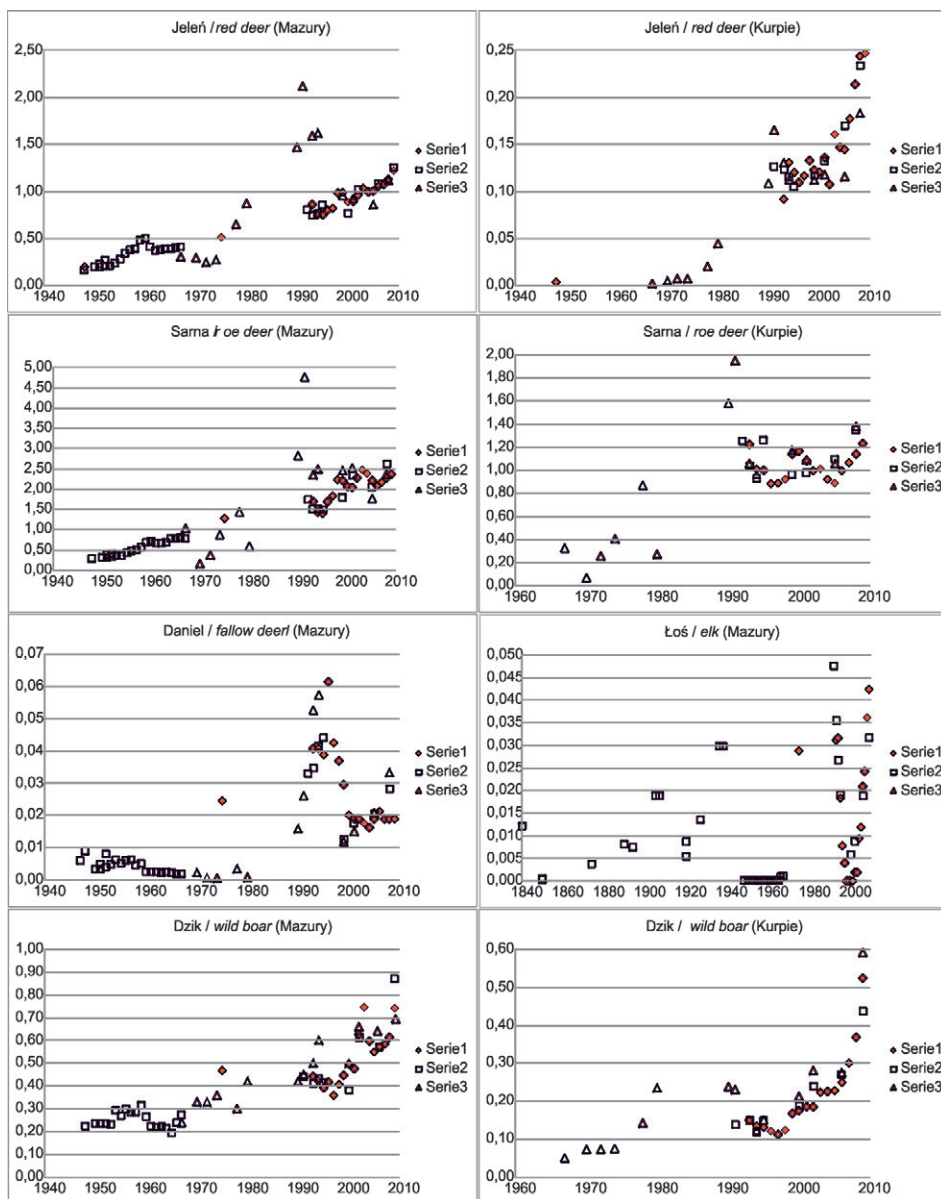 Jeleń / red deer (Mazury)
2,50
2,00
1,50
1,00
0,50
0,00
1940 1950 1960 1970 1980 1990 2000 2010
Serie1
Serie2
Serie3
Jeleń / red deer (Kurpie)
0,25
0,20
0,15
0,10
0,05
0,00
1940 1950 1960 1970 1980 1990 2000 2010
Serie1
Serie2
Serie3
Sarna /r oe deer (Mazury)
5,00
4,50
4,00
3,50
3,00
2,50
2,00
1,50
1,00
0,50
0,00
1940 1950 1960 1970 1980 1990 2000 2010
Serie1
Serie2
Serie3
Sarna / roe deer (Kurpie)
2,00
1,80
1,60
1,40
1,20
1,00
0,80
0,60
0,40
0,20
0,00
1960 1970 1980 1990 2000 2010
Serie1
Serie2
Serie3
Daniel / fallow deerl (Mazury)
0,07
0,06
0,05
0,04
0,03
0,02
0,01
0,00
1940 1950 1960 1970 1980 1990 2000 2010
Serie1
Serie2
Serie3
Łoś / elk (Mazury)
0,050
0,045
0,040
0,035
0,030
0,025
0,020
0,015
0,010
0,005
0,000
1840 1860 1880 1900 1920 1940 1960 1980 2000
Serie1
Serie2
Serie3
Dzik / wild boar (Mazury)
1,00
0,90
0,80
0,70
0,60
0,50
0,40
0,30
0,20
0,10
0,00
1940 1950 1960 1970 1980 1990 2000 2010
Serie1
Serie2
Serie3
Dzik / wild boar (Kurpie)
0,60
0,50
0,40
0,30
0,20
0,10
0,00
1960 1970 1980 1990 2000 2010
Serie1
Serie2
Serie3